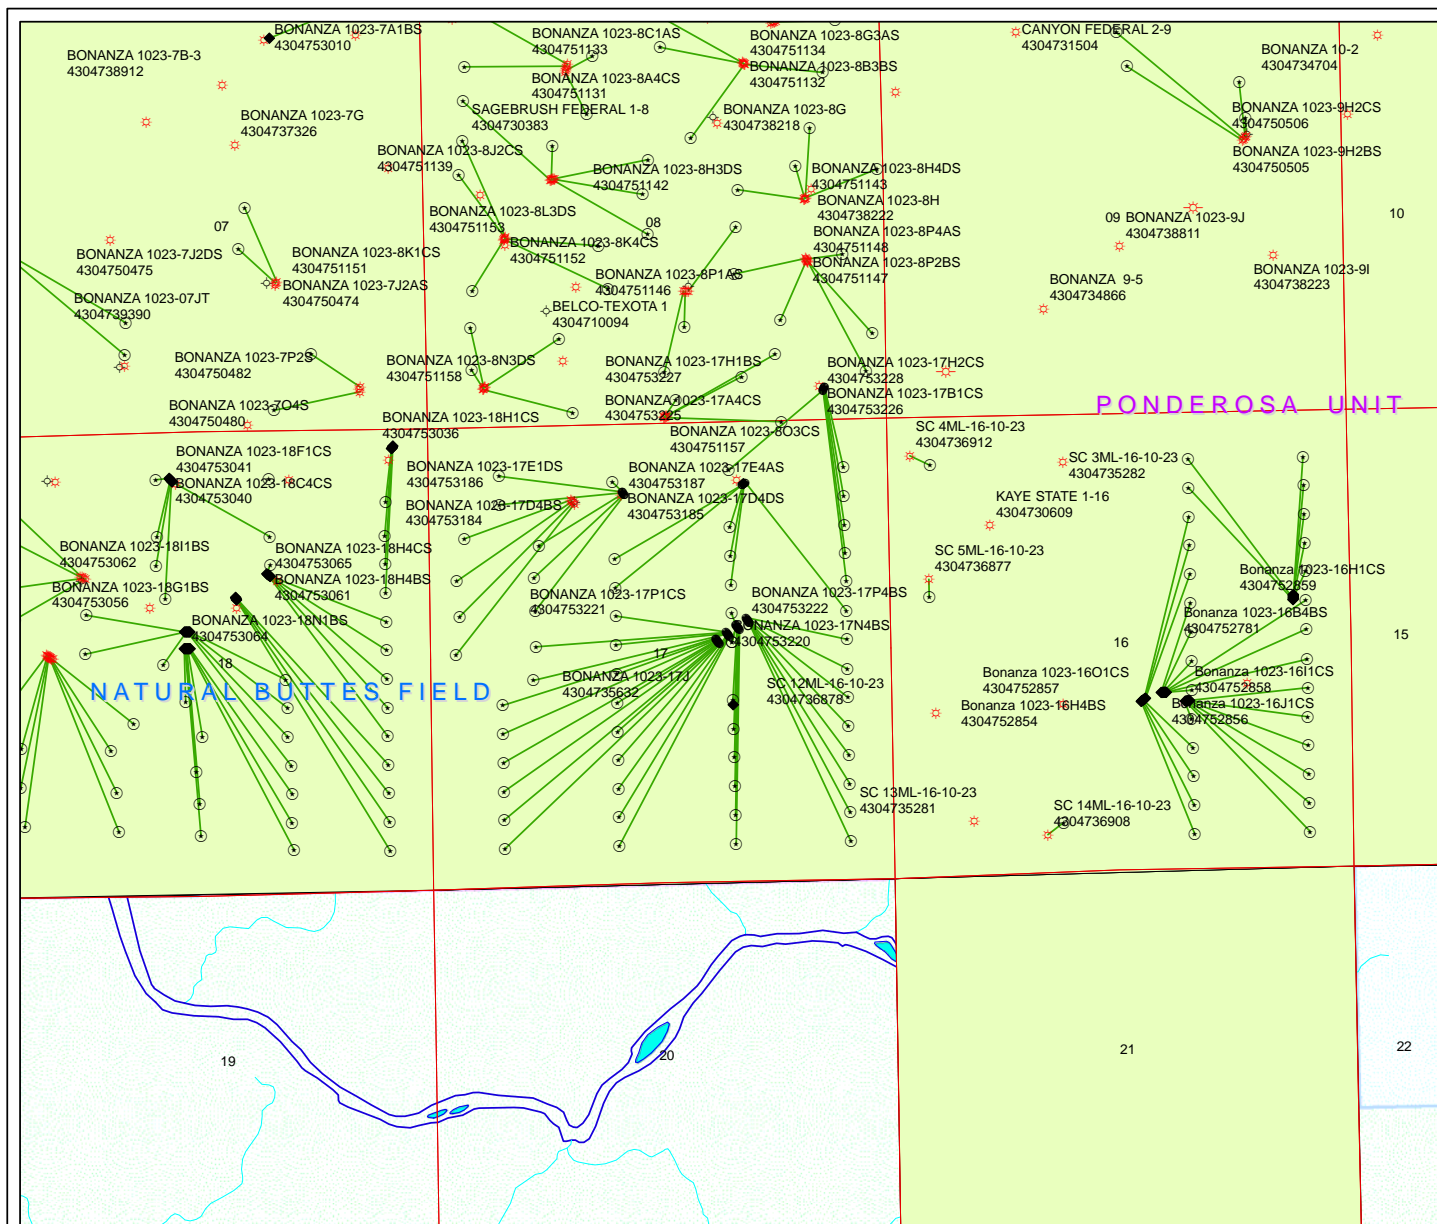 BONANZA 1023-7A1BS
4304753010
BONANZA 1023-7B-3
4304738912
BONANZA 1023-7G
4304737326
BONANZA 1023-8C1AS
4304751133
BONANZA 1023-8A4CS
4304751131
SAGEBRUSH FEDERAL 1-8
4304730383
BONANZA 1023-8G3AS
4304751134
BONANZA 1023-8B3BS
4304751132
BONANZA 1023-8G
4304738218
CANYON FEDERAL 2-9
4304731504
BONANZA 10-2
4304734704
BONANZA 1023-9H2CS
4304750506
BONANZA 1023-9H2BS
4304750505
BONANZA 1023-8J2CS
4304751139
BONANZA 1023-8H3DS
4304751142
BONANZA 1023-8H4DS
4304751143
BONANZA 1023-8H
4304738222
BONANZA 1023-8L3DS
4304751153
BONANZA 1023-8K4CS
4304751152
08
07
BONANZA 1023-8P4AS
4304751148
BONANZA 1023-8P2BS
4304751147
09
BONANZA 1023-9J
4304738811
10
BONANZA 1023-7J2DS
4304750475
BONANZA 1023-8K1CS
4304751151
BONANZA 1023-7J2AS
4304750474
BONANZA 1023-8P1AS
4304751146
BONANZA 9-5
4304734866
BONANZA 1023-9I
4304738223
BONANZA 1023-07JT
4304739390
BELCO-TEXOTA 1
4304710094
BONANZA 1023-7P2S
4304750482
BONANZA 1023-8N3DS
4304751158
BONANZA 1023-17H1BS
4304753227
BONANZA 1023-17H2CS
4304753228
BONANZA 1023-17B1CS
4304753226
BONANZA 1023-7O4S
4304750480
BONANZA 1023-18H1CS
4304753036
BONANZA 1023-17A4CS
4304753225
PONDEROSA UNIT
BONANZA 1023-8O3CS
4304751157
SC 4ML-16-10-23
4304736912
BONANZA 1023-18F1CS
4304753041
BONANZA 1023-18C4CS
4304753040
BONANZA 1023-17E1DS
4304753186
BONANZA 1023-17E4AS
4304753187
BONANZA 1023-17D4DS
4304753185
BONANZA 1023-17D4BS
4304753184
SC 3ML-16-10-23
4304735282
KAYE STATE 1-16
4304730609
BONANZA 1023-18I1BS
4304753062
BONANZA 1023-18H4CS
4304753065
BONANZA 1023-18H4BS
4304753061
SC 5ML-16-10-23
4304736877
Bonanza 1023-16H1CS
4304752859
BONANZA 1023-18G1BS
4304753056
BONANZA 1023-17P1CS
4304753221
BONANZA 1023-17P4BS
4304753222
BONANZA 1023-17N4BS
4304753220
Bonanza 1023-16B4BS
4304752781
BONANZA 1023-18N1BS
4304753064
18
17
16
15
NATURAL BUTTES FIELD
BONANZA 1023-17J
4304735632
SC 12ML-16-10-23
4304736878
Bonanza 1023-16O1CS
4304752857
Bonanza 1023-16I1CS
4304752858
Bonanza 1023-16H4BS
4304752854
Bonanza 1023-16J1CS
4304752856
SC 13ML-16-10-23
4304735281
SC 14ML-16-10-23
4304736908
19
20
21
22